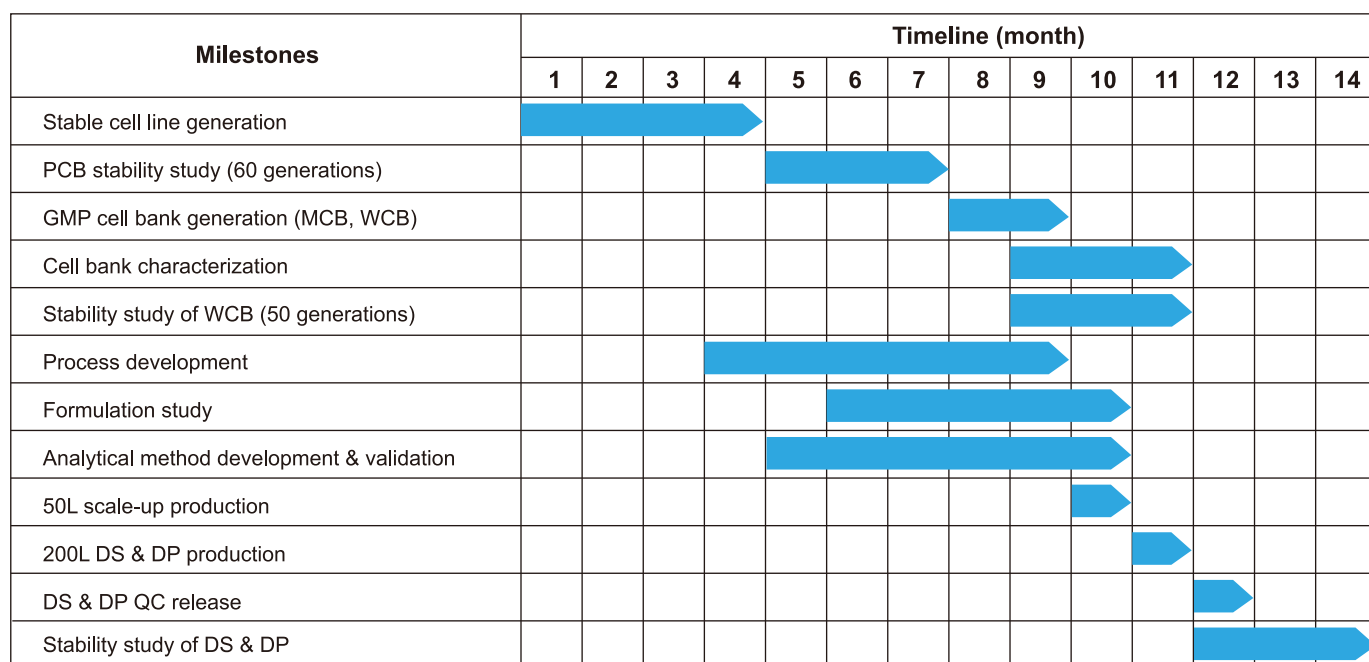 Milestones
Timeline (month)
1 2 3 4 5 6 7 8 9 10 11 12 13 14
Stable cell line generation
PCB stability study (60 generations)
GMP cell bank generation (MCB, WCB)
Cell bank characterization
Stability study of WCB (50 generations)
Process development
Formulation study
Analytical method development & validation
50L scale-up production
200L DS & DP production
DS & DP QC release
Stability study of DS & DP